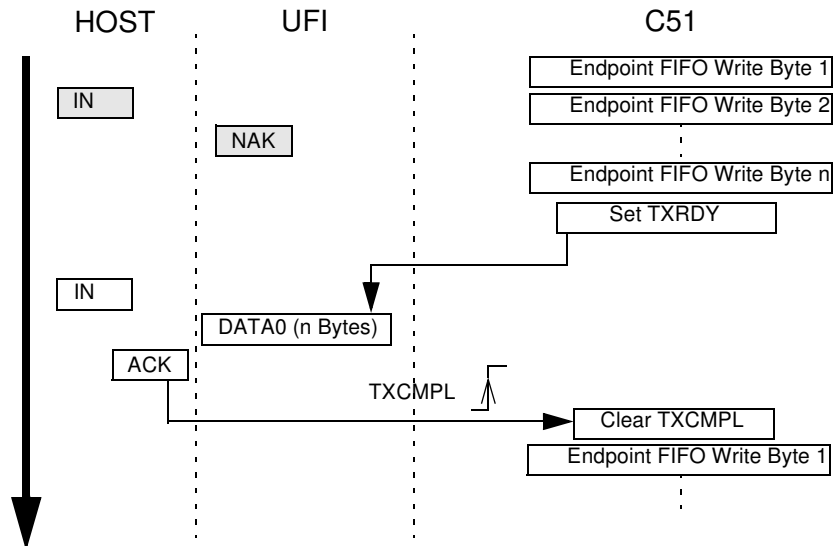 HOST UFI C51
Endpoint FIFO Write Byte 1
IN
Endpoint FIFO Write Byte 2
NAK
Endpoint FIFO Write Byte n
Set TXRDY
IN
DATA0 (n Bytes)
ACK
TXCMPL
Clear TXCMPL
Endpoint FIFO Write Byte 1